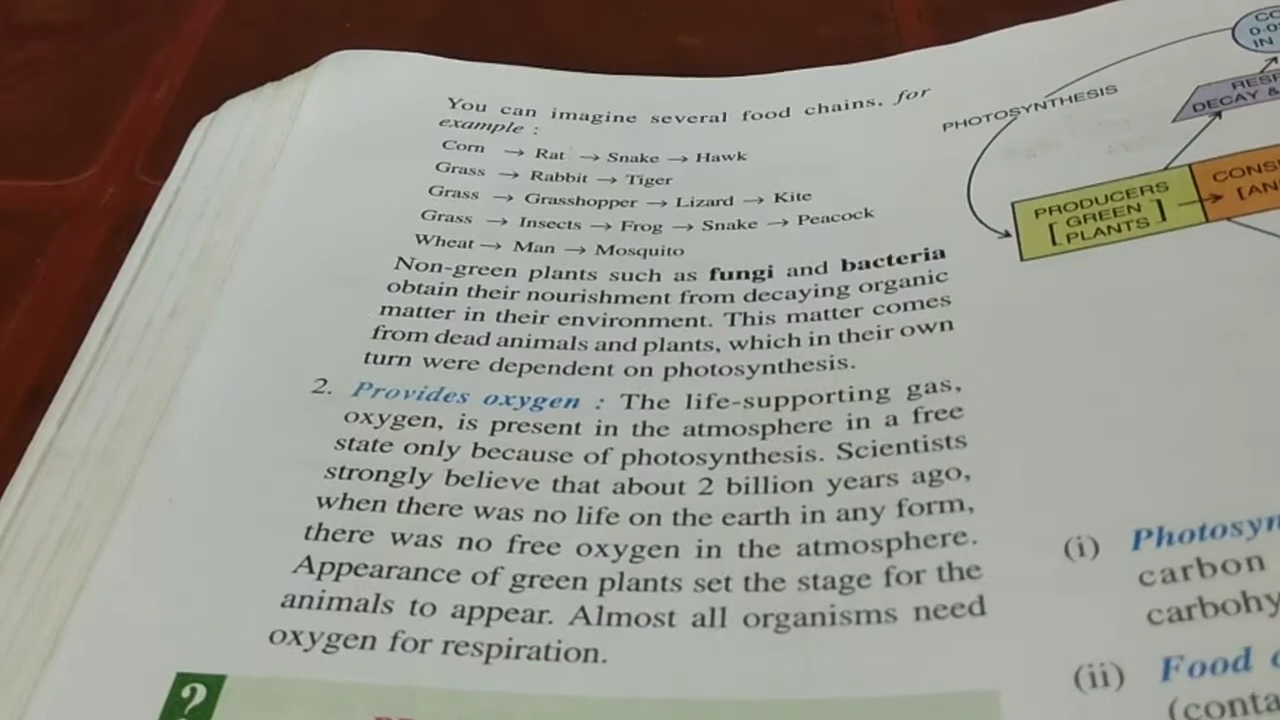 You can imagine several food chains, for
example :
Corn → Rat → Snake → Hawk
Grass → Rabbit → Tiger
Grass → Grasshopper → Lizard → Kite
Grass → Insects → Frog → Snake → Peacock
Wheat → Man → Mosquito
Non-green plants such as fungi and bacteria
obtain their nourishment from decaying organic
matter in their environment. This matter comes
from dead animals and plants, which in their own
turn were dependent on photosynthesis.
2. Provides oxygen : The life-supporting gas,
oxygen, is present in the atmosphere in a free
state only because of photosynthesis. Scientists
strongly believe that about 2 billion years ago,
when there was no life on the earth in any form,
there was no free oxygen in the atmosphere.
Appearance of green plants set the stage for the
animals to appear. Almost all organisms need
oxygen for respiration.
?
IN
DECAY &
PHOTOSYNTHESIS
PRODUCERS
[ GREEN
PLANTS ]
(i)
carbon
(ii) Food